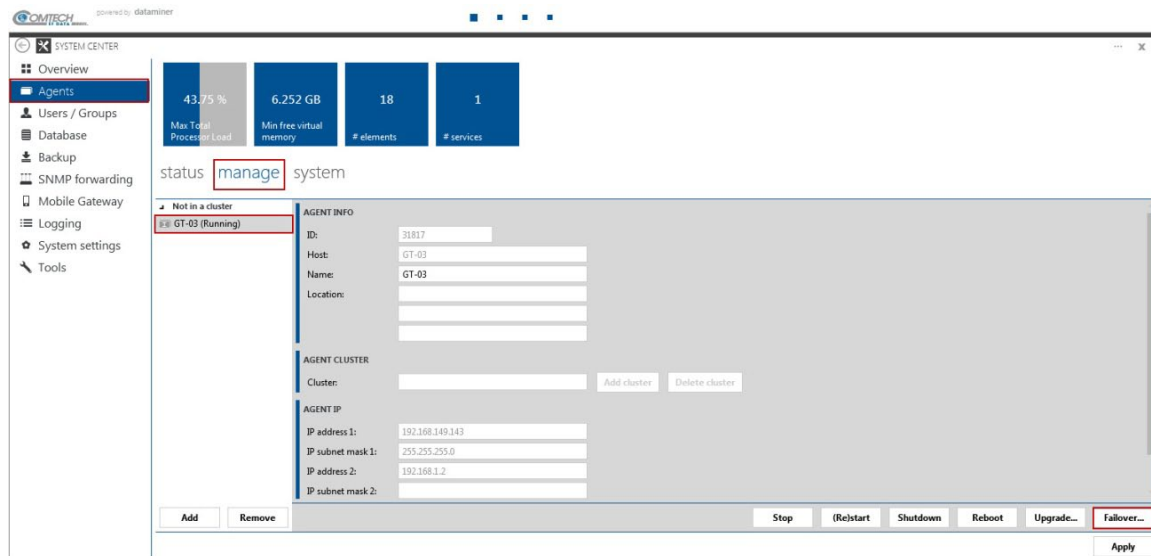 COMTECH powered by dataminer
EF DATA
SYSTEM CENTER ... X
Overview
Agents
Users / Groups
Database
Backup
SNMP forwarding
Mobile Gateway
Logging
System settings
Tools
43.75 % 6.252 GB 18 1
Max Total Processor Load
Min free virtual memory
# elements
# services
status manage system
Not in a cluster
GT-03 (Running)
AGENT INFO
ID: 31817
Host: GT-03
Name: GT-03
Location:
AGENT CLUSTER
Cluster: Add cluster Delete cluster
AGENT IP
IP address 1: 192.168.149.143
IP subnet mask 1: 255.255.255.0
IP address 2: 192.168.1.2
IP subnet mask 2:
Add Remove Stop (Re)start Shutdown Reboot Upgrade... Failover...
Apply